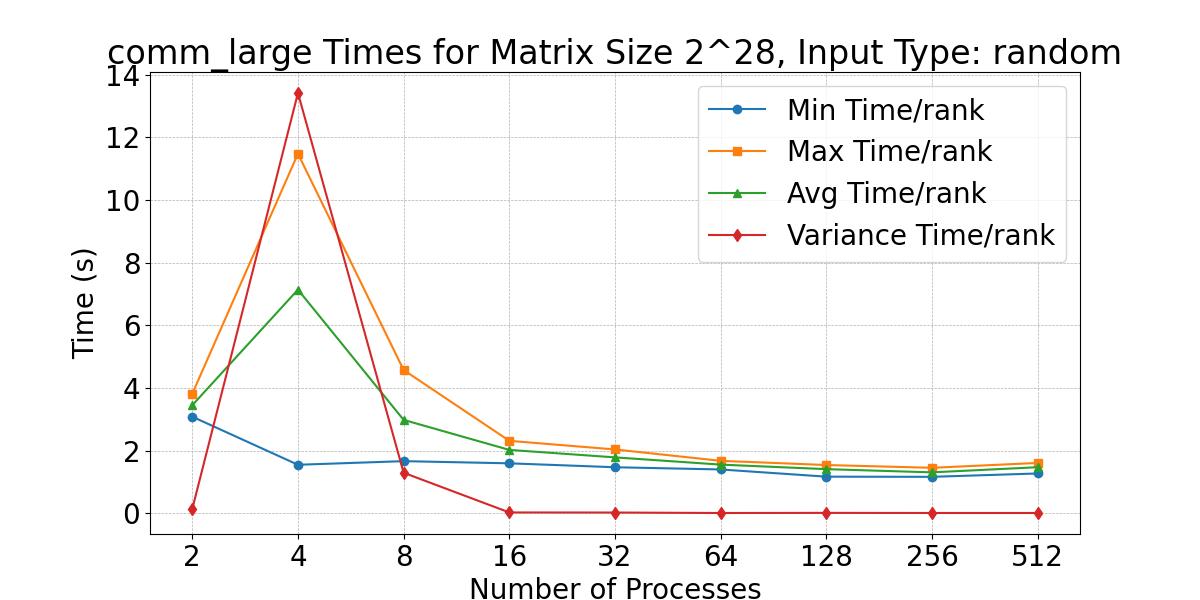 comm_large Times for Matrix Size 2^28, Input Type: random
Time (s)
14
12
10
8
6
4
2
0
Min Time/rank
Max Time/rank
Avg Time/rank
Variance Time/rank
2 4 8 16 32 64 128 256 512
Number of Processes